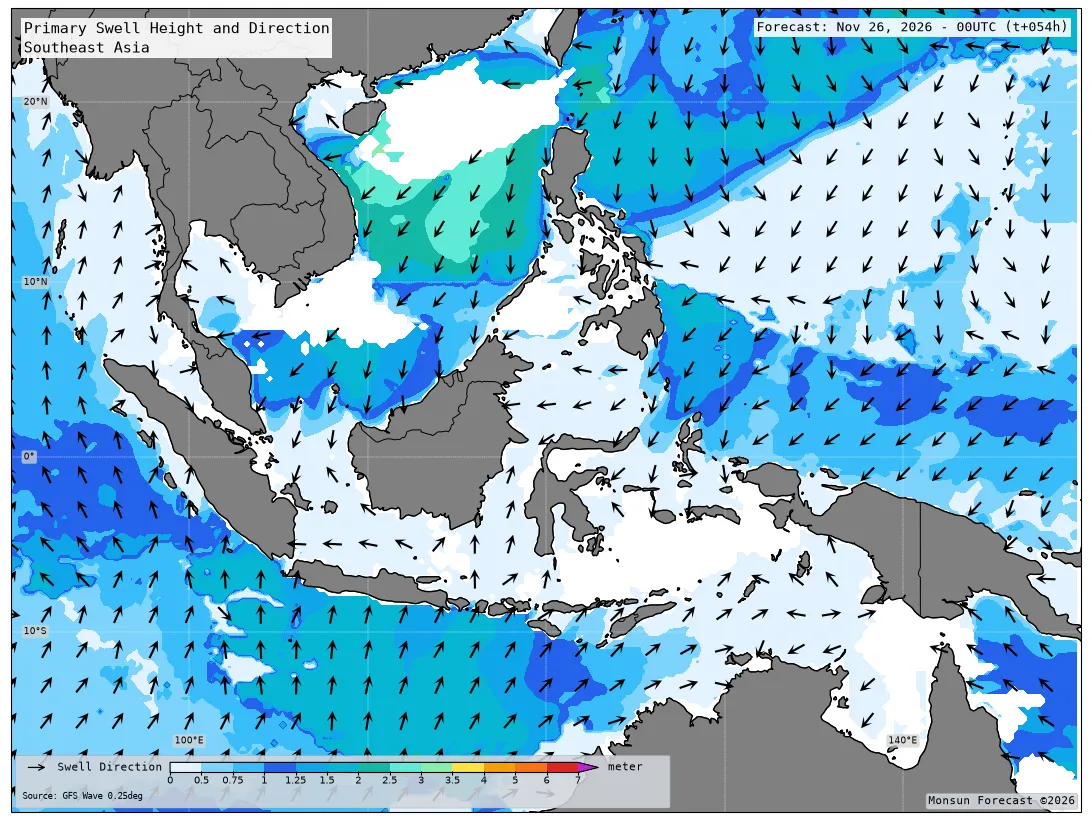 Primary Swell Height and Direction
Southeast Asia
Forecast: Nov 26, 2026 - 00UTC (t+054h)
20°N
10°N
0°
10°S
100°E
140°E
Swell Direction
meter
0 0.5 0.75 1 1.25 1.5 2 2.5 3 3.5 4 5 6 7
Source: GFS Wave 0.25deg
Monsun Forecast ©2026